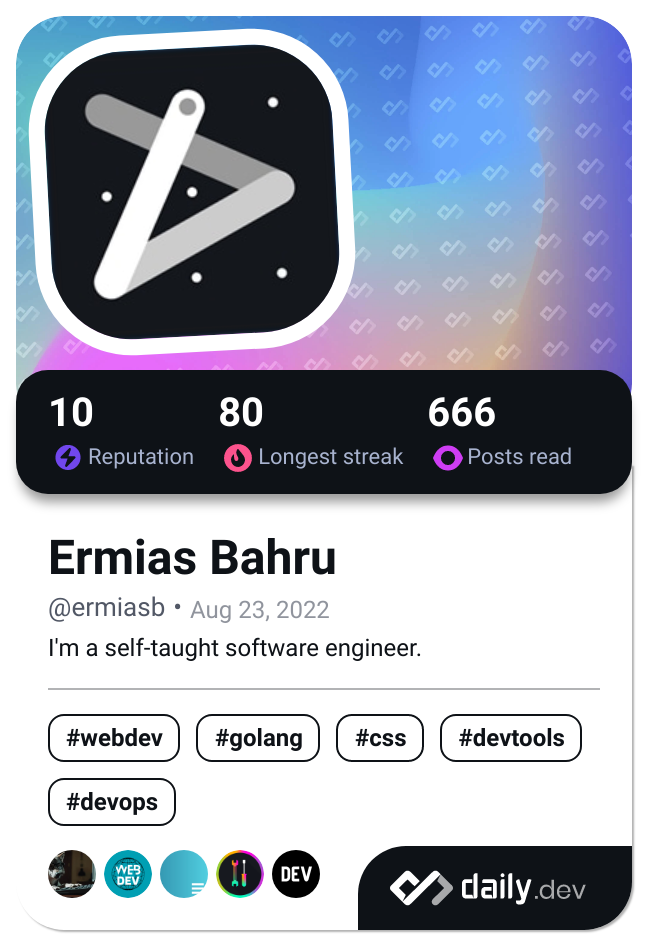 10 80 666
Reputation Longest streak Posts read
Ermias Bahru
@ermiasb • Aug 23, 2022
I'm a self-taught software engineer.
#webdev #golang #css #devtools
#devops
WEB
DEV
DEV
daily.dev